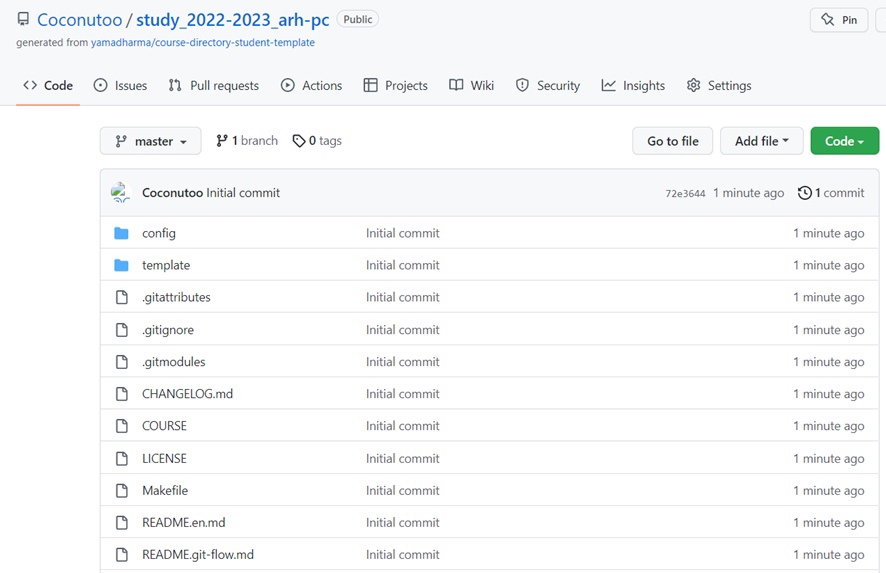 Coconutoo / study_2022-2023_arh-pc Public Pin
generated from yamadharma/course-directory-student-template
Code Issues Pull requests Actions Projects Wiki Security Insights Settings
master 1 branch 0 tags Go to file Add file Code
Coconutoo Initial commit 72e3644 1 minute ago 1 commit
config Initial commit 1 minute ago
template Initial commit 1 minute ago
.gitattributes Initial commit 1 minute ago
.gitignore Initial commit 1 minute ago
.gitmodules Initial commit 1 minute ago
CHANGELOG.md Initial commit 1 minute ago
COURSE Initial commit 1 minute ago
LICENSE Initial commit 1 minute ago
Makefile Initial commit 1 minute ago
README.en.md Initial commit 1 minute ago
README.git-flow.md Initial commit 1 minute ago